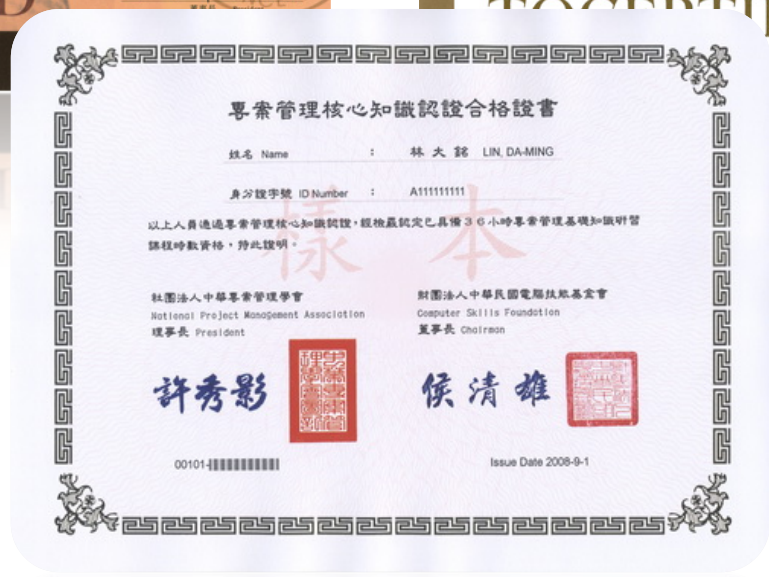 專案管理核心知識認證合格證書
姓名 Name : 林大銘 LIN, DA-MING
身分證字號 ID Number : A111111111
以上人員通過專案管理核心知識認證，經檢覈認定已具備36小時專案管理基礎知識研習
課程時數資格，特此證明。
樣本
社團法人中華專案管理學會
National Project Management Association
理事長 President
財團法人中華民國電腦技能基金會
Computer Skills Foundation
董事長 Chairman
許秀影
侯清雄
00101-
Issue Date 2008-9-1